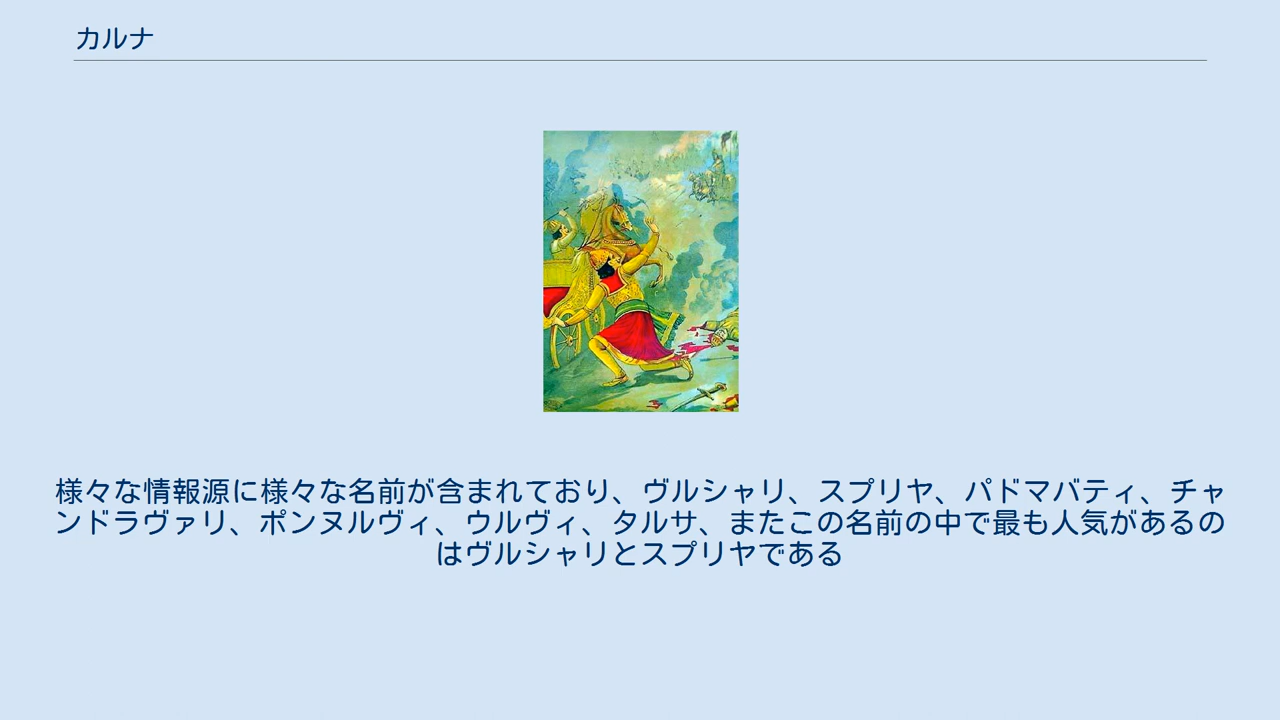 カルナ
様々な情報源に様々な名前が含まれており、ヴルシャリ、スプリヤ、パドマバティ、チャ
ンドラヴァリ、ポンヌルヴィ、ウルヴィ、タルサ、またこの名前の中で最も人気があるの
はヴルシャリとスプリヤである